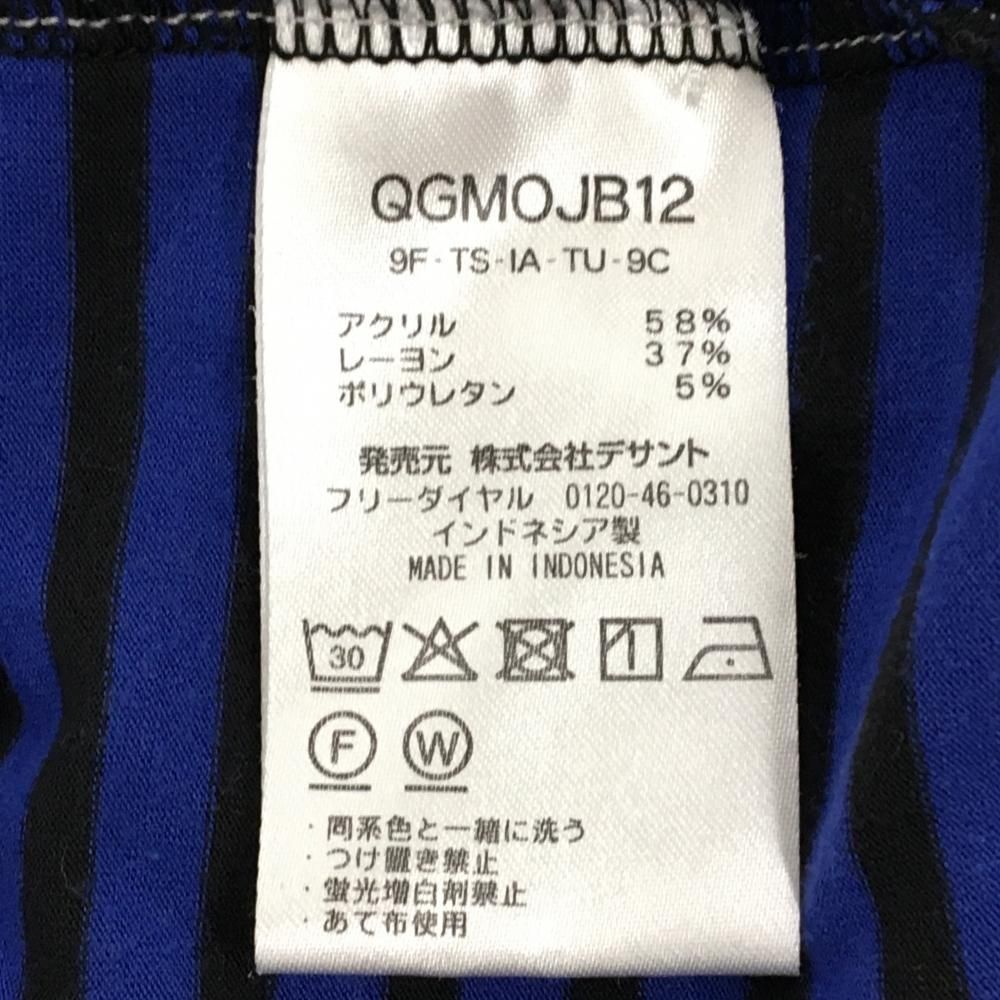 QGMOJB12
9F-TS-IA-TU-9C
アクリル 58%
レーヨン 37%
ポリウレタン 5%
発売元 株式会社デサント
フリーダイヤル 0120-46-0310
インドネシア製
MADE IN INDONESIA
30
F W
・同系色と一緒に洗う
・つけ置き禁止
・蛍光増白剤禁止
・あて布使用